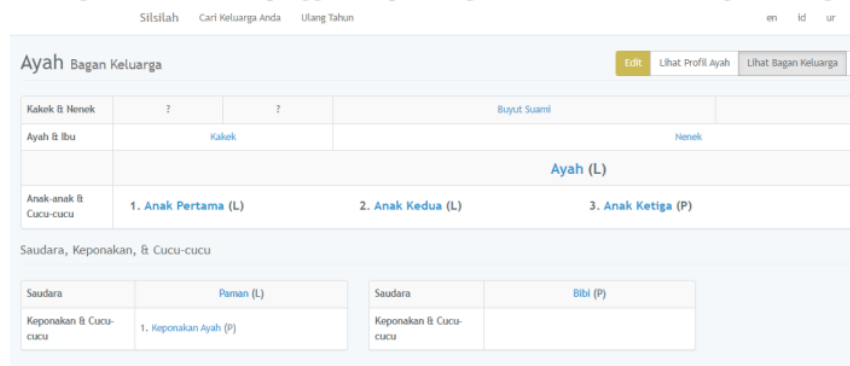 Silsilah Cari Keluarga Anda Ulang Tahun en id ur
Ayah Bagan Keluarga Edit Lihat Profil Ayah Lihat Bagan Keluarga
Kakek & Nenek ? ? Buyut Suami
Ayah & Ibu Kakek Nenek
Ayah (L)
Anak-anak & Cucu-cucu 1. Anak Pertama (L) 2. Anak Kedua (L) 3. Anak Ketiga (P)
Saudara, Keponakan, & Cucu-cucu
Saudara Paman (L) Saudara Bibi (P)
Keponakan & Cucu-cucu 1. Keponakan Ayah (P) Keponakan & Cucu-cucu